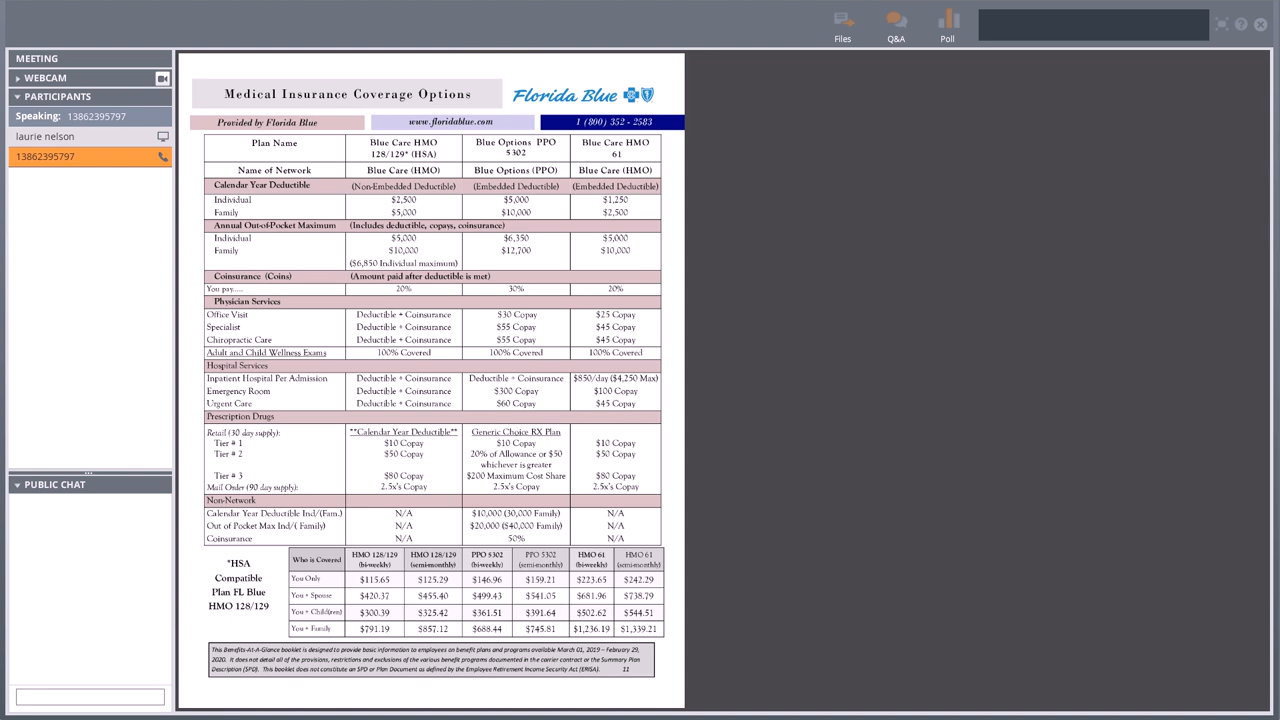 Files Q&A Poll
MEETING
WEBCAM
PARTICIPANTS
Speaking: 13862395797
laurie nelson
13862395797
PUBLIC CHAT
Medical Insurance Coverage Options
Florida Blue
Provided by Florida Blue www.floridablue.com 1 (800) 352 - 2583
Plan Name Blue Care HMO 128/129* (HSA) Blue Options PPO 5302 Blue Care HMO 61
Name of Network Blue Care (HMO) Blue Options (PPO) Blue Care (HMO)
Calendar Year Deductible (Non-Embedded Deductible) (Embedded Deductible) (Embedded Deductible)
Individual $2,500 $5,000 $1,250
Family $5,000 $10,000 $2,500
Annual Out-of-Pocket Maximum (Includes deductible, copays, coinsurance)
Individual $5,000 $6,350 $5,000
Family $10,000 $12,700 $10,000
($6,850 Individual maximum)
Coinsurance (Coins) (Amount paid after deductible is met)
You pay..... 20% 30% 20%
Physician Services
Office Visit Deductible + Coinsurance $30 Copay $25 Copay
Specialist Deductible + Coinsurance $55 Copay $45 Copay
Chiropractic Care Deductible + Coinsurance $55 Copay $45 Copay
Adult and Child Wellness Exams 100% Covered 100% Covered 100% Covered
Hospital Services
Inpatient Hospital Per Admission Deductible + Coinsurance Deductible + Coinsurance $850/day ($4,250 Max)
Emergency Room Deductible + Coinsurance $300 Copay $100 Copay
Urgent Care Deductible + Coinsurance $60 Copay $45 Copay
Prescription Drugs
Retail (30 day supply): **Calendar Year Deductible** Generic Choice RX Plan
Tier # 1 $10 Copay $10 Copay $10 Copay
Tier # 2 $50 Copay 20% of Allowance or $50 $50 Copay
whichever is greater
Tier # 3 $80 Copay $200 Maximum Cost Share $80 Copay
Mail Order (90 day supply): 2.5x's Copay 2.5x's Copay 2.5x's Copay
Non-Network
Calendar Year Deductible Ind/(Fam.) N/A $10,000 (30,000 Family) N/A
Out of Pocket Max Ind/( Family) N/A $20,000 ($40,000 Family) N/A
Coinsurance N/A 50% N/A
*HSA
Compatible
Plan FL Blue
HMO 128/129
Who is Covered HMO 128/129 (bi-weekly) HMO 128/129 (semi-monthly) PPO 5302 (bi-weekly) PPO 5302 (semi-monthly) HMO 61 (bi-weekly) HMO 61 (semi-monthly)
You Only $115.65 $125.29 $146.96 $159.21 $223.65 $242.29
You + Spouse $420.37 $455.40 $499.43 $541.05 $681.96 $738.79
You + Child(ren) $300.39 $325.42 $361.51 $391.64 $502.62 $544.51
You + Family $791.19 $857.12 $688.44 $745.81 $1,236.19 $1,339.21
This Benefits-At-A-Glance booklet is designed to provide basic information to employees on benefit plans and programs available March 01, 2019 – February 29,
2020. It does not detail all of the provisions, restrictions and exclusions of the various benefit programs documented in the carrier contract or the Summary Plan
Description (SPD). This booklet does not constitute an SPD or Plan Document as defined by the Employee Retirement Income Security Act (ERISA). 11